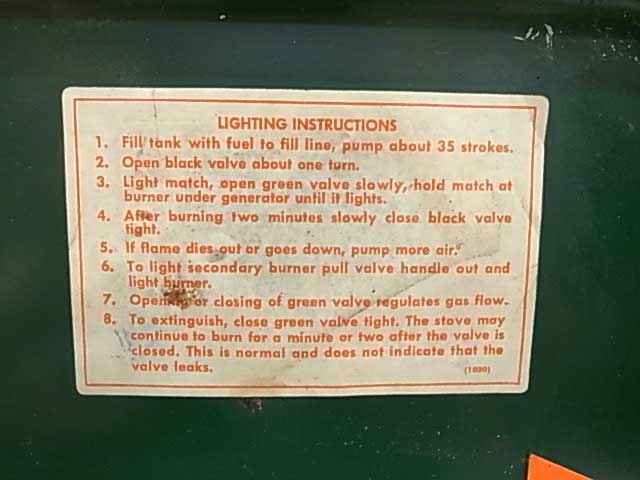 LIGHTING INSTRUCTIONS
1. Fill tank with fuel to fill line, pump about 35 strokes.
2. Open black valve about one turn.
3. Light match, open green valve slowly, hold match at
burner under generator until it lights.
4. After burning two minutes slowly close black valve
tight.
5. If flame dies out or goes down, pump more air.
6. To light secondary burner pull valve handle out and
light burner.
7. Opening or closing of green valve regulates gas flow.
8. To extinguish, close green valve tight. The stove may
continue to burn for a minute or two after the valve is
closed. This is normal and does not indicate that the
valve leaks.
(1030)